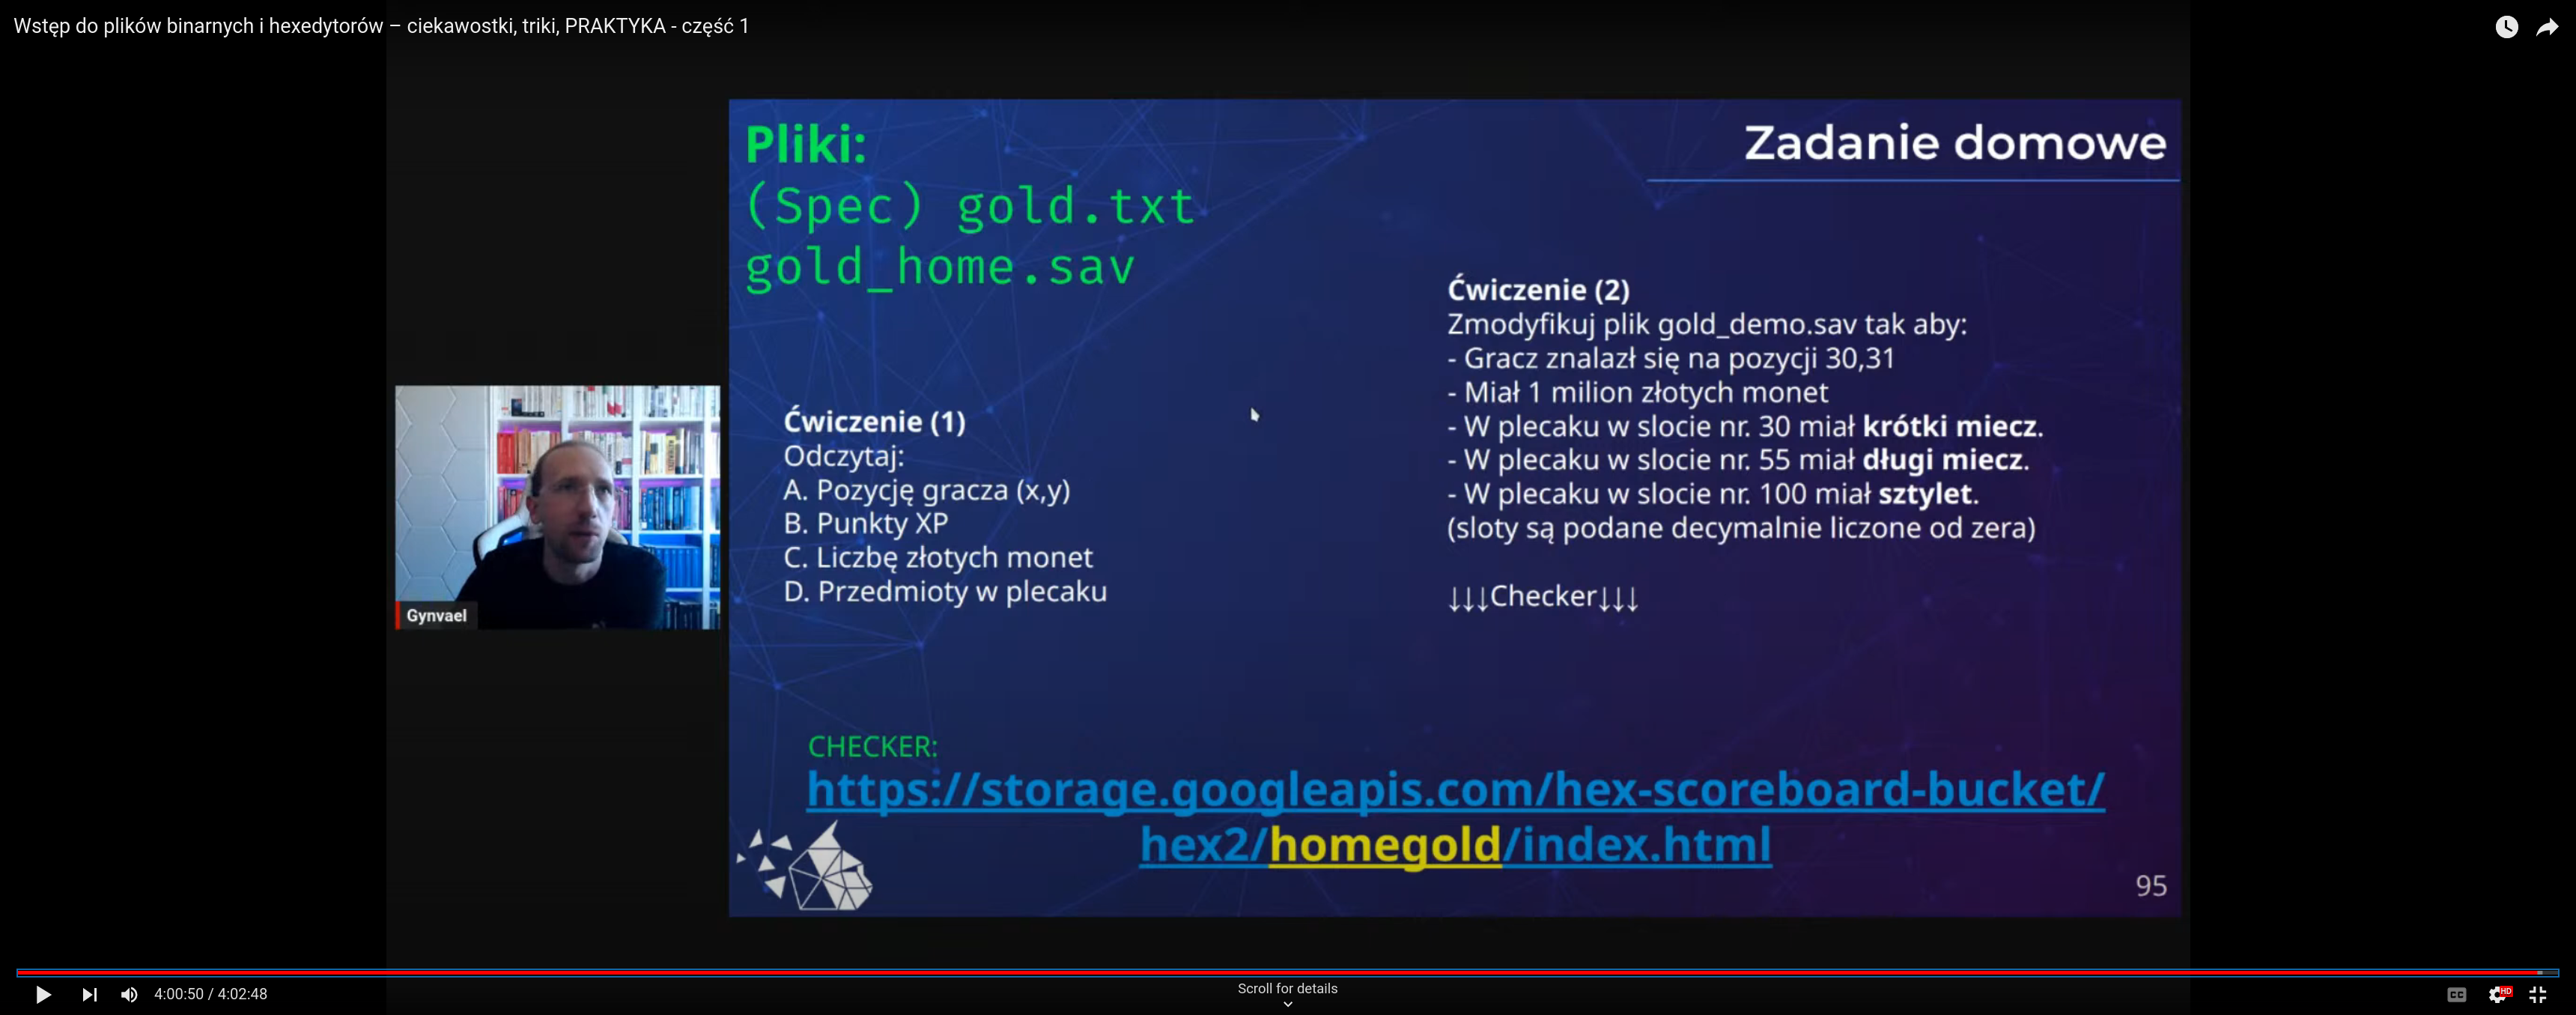 Wstęp do plików binarnych i hexedytorów – ciekawostki, triki, PRAKTYKA - część 1
Pliki:
(Spec) gold.txt
gold_home.sav
Zadanie domowe
Ćwiczenie (1)
Odczytaj:
A. Pozycję gracza (x,y)
B. Punkty XP
C. Liczbę złotych monet
D. Przedmioty w plecaku
Ćwiczenie (2)
Zmodyfikuj plik gold_demo.sav tak aby:
- Gracz znalazł się na pozycji 30,31
- Miał 1 milion złotych monet
- W plecaku w slocie nr. 30 miał krótki miecz.
- W plecaku w slocie nr. 55 miał długi miecz.
- W plecaku w slocie nr. 100 miał sztylet.
(sloty są podane decymalnie liczone od zera)
↓↓↓Checker↓↓↓
Gynvael
CHECKER:
https://storage.googleapis.com/hex-scoreboard-bucket/
hex2/homegold/index.html
95
4:00:50 / 4:02:48
Scroll for details
CC
HD